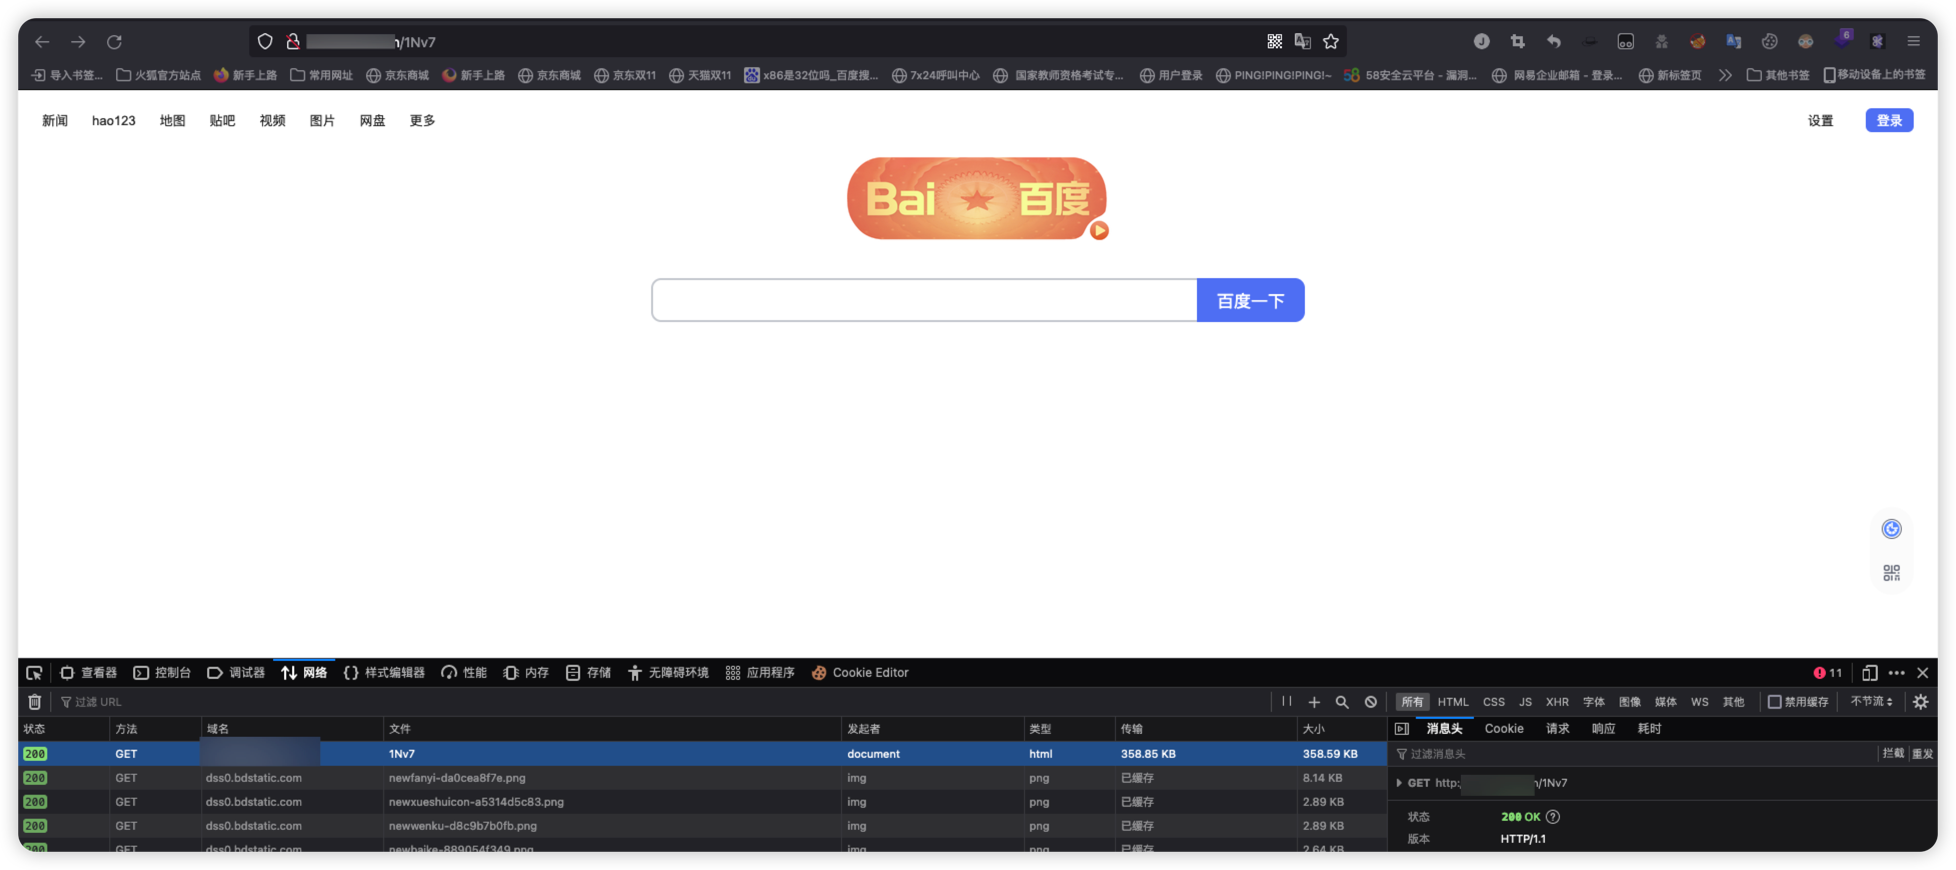 /1Nv7
6
导入书签...
火狐官方站点
新手上路
常用网址
京东商城
新手上路
京东商城
京东双11
天猫双11
x86是32位吗_百度搜...
7x24呼叫中心
国家教师资格考试专...
用户登录
PING!PING!PING!~
58 58安全云平台 - 漏洞...
网易企业邮箱 - 登录...
新标签页
其他书签
移动设备上的书签
新闻 hao123 地图 贴吧 视频 图片 网盘 更多 设置 登录
Bai 百度
百度一下
查看器 控制台 调试器 网络 样式编辑器 性能 内存 存储 无障碍环境 应用程序 Cookie Editor 11
过滤 URL 所有 HTML CSS JS XHR 字体 图像 媒体 WS 其他 禁用缓存 不节流
状态 方法 域名 文件 发起者 类型 传输 大小
200 GET 1Nv7 document html 358.85 KB 358.59 KB
200 GET dss0.bdstatic.com newfanyi-da0cea8f7e.png img png 已缓存 8.14 KB
200 GET dss0.bdstatic.com newxueshuicon-a5314d5c83.png img png 已缓存 2.89 KB
200 GET dss0.bdstatic.com newwenku-d8c9b7b0fb.png img png 已缓存 2.89 KB
200 GET dss0.bdstatic.com newbaike-889054f349.png img png 已缓存 2.64 KB
消息头 Cookie 请求 响应 耗时
过滤消息头 拦截 重发
GET http:/ /1Nv7
状态 200 OK
版本 HTTP/1.1